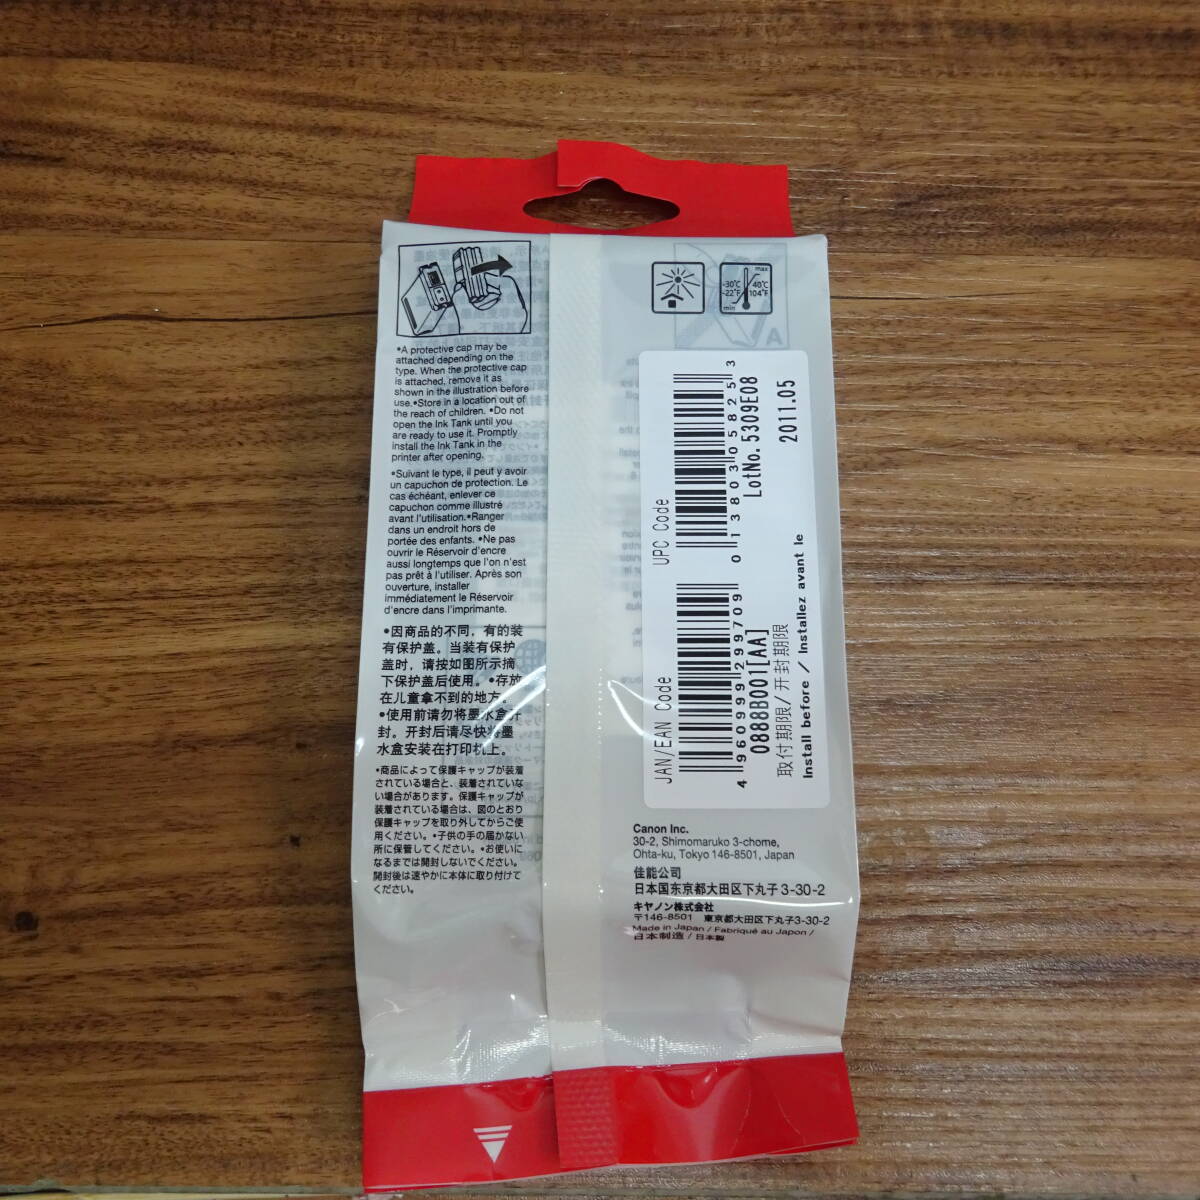 •A protective cap may be
attached depending on the
type. When the protective cap
is attached, remove it as
shown in the illustration before
use.•Store in a location out of
the reach of children. •Do not
open the Ink Tank until you
are ready to use it. Promptly
install the Ink Tank in the
printer after opening.
•Suivant le type, il peut y avoir
un capuchon de protection. Le
cas échéant, enlever ce
capuchon comme illustré
avant l'utilisation.•Ranger
dans un endroit hors de
portée des enfants. •Ne pas
ouvrir le Réservoir d'encre
aussi longtemps que l'on n'est
pas prêt à l'utiliser. Après son
ouverture, installer
immédiatement le Réservoir
d'encre dans l'imprimante.
•因商品的不同，有的装
有保护盖。当装有保护
盖时，请按如图所示摘
下保护盖后使用。•存放
在儿童拿不到的地方。
•使用前请勿将墨水盒开
封。开封后请尽快将墨
水盒安装在打印机上。
•商品によって保護キャップが装着
されている場合と、装着されていな
い場合があります。保護キャップが
装着されている場合は、図のとおり
保護キャップを取り外してからご使
用ください。•子供の手の届かない
所に保管してください。•お使いに
なるまでは開封しないでください。
開封後は速やかに本体に取り付けて
ください。
max
-30°C 40°C
-22°F 104°F
min
A
JAN/EAN Code
4960999299709
UPC Code
013803058253
0888B001[AA]
LotNo. 5309E08
取付期限/开封期限
2011.05
Install before / Installez avant le
Canon Inc.
30-2, Shimomaruko 3-chome,
Ohta-ku, Tokyo 146-8501, Japan
佳能公司
日本国东京都大田区下丸子3-30-2
キヤノン株式会社
〒146-8501 東京都大田区下丸子3-30-2
Made in Japan / Fabriqué au Japon /
日本制造 / 日本製